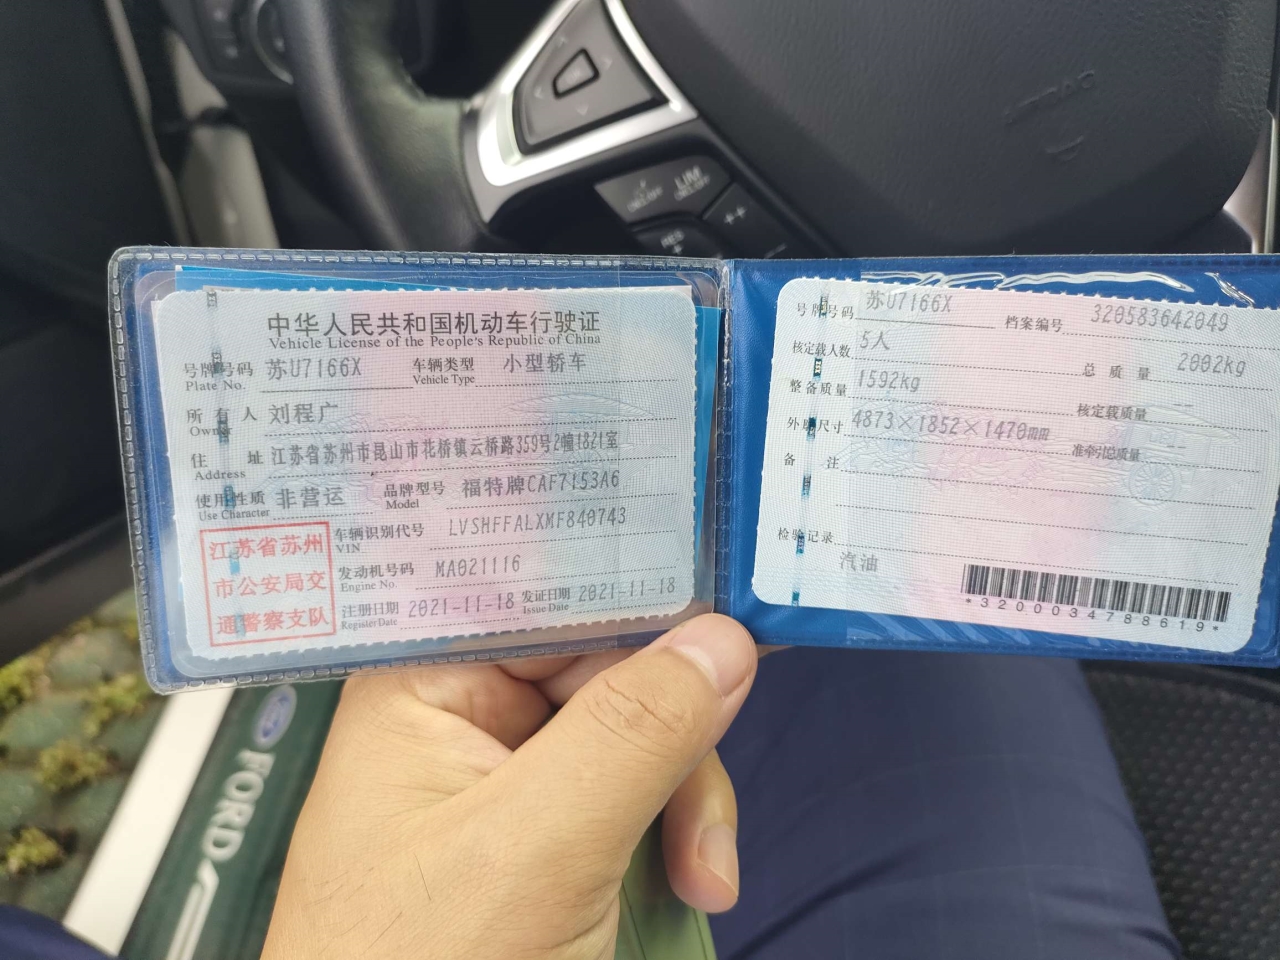 中华人民共和国机动车行驶证
Vehicle License of the People's Republic of China
号牌号码 苏U7166X 车辆类型 小型轿车
Plate No. Vehicle Type
所有人 刘程广
Owner
住址 江苏省苏州市昆山市花桥镇云桥路359号2幢1821室
Address
使用性质 非营运 品牌型号 福特牌CAF7153A6
Use Character Model
江苏省苏州
市公安局交
通警察支队
车辆识别代号 LVSHFFALXMF840743
VIN
发动机号码 MA021116
Engine No.
注册日期 2021-11-18 发证日期 2021-11-18
Register Date Issue Date
号牌号码 苏U7166X 档案编号 320583642049
核定载人数 5人 总质量 2002kg
整备质量 1592kg 核定载质量 --
外廓尺寸 4873×1852×1470mm 准牵引总质量 --
备注
检验记录
汽油
*3200034788619*
LIM
ON/OFF
RES
+
FORD